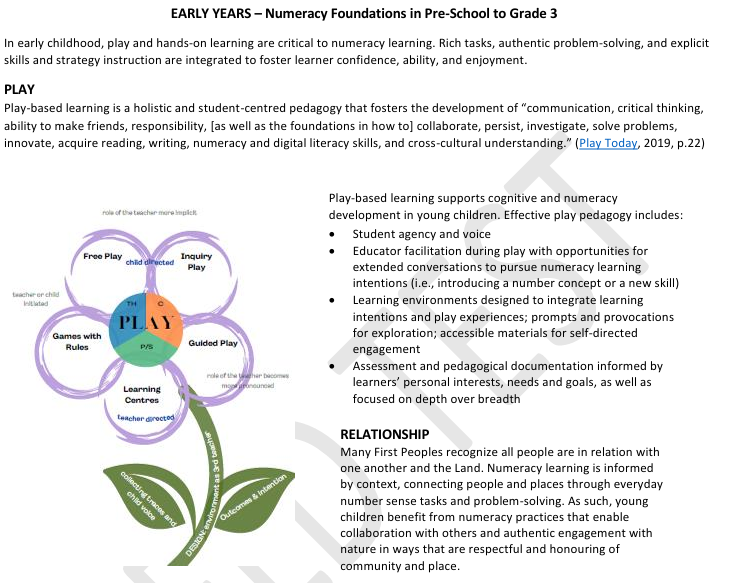 EARLY YEARS – Numeracy Foundations in Pre-School to Grade 3
In early childhood, play and hands-on learning are critical to numeracy learning. Rich tasks, authentic problem-solving, and explicit
skills and strategy instruction are integrated to foster learner confidence, ability, and enjoyment.
PLAY
Play-based learning is a holistic and student-centred pedagogy that fosters the development of “communication, critical thinking,
ability to make friends, responsibility, [as well as the foundations in how to] collaborate, persist, investigate, solve problems,
innovate, acquire reading, writing, numeracy and digital literacy skills, and cross-cultural understanding.” (Play Today, 2019, p.22)
role of the teacher more implicit
Free Play
child directed
Inquiry
Play
teacher or child
initiated
TH
C
PLAY
P/S
Games with
Rules
Guided Play
role of the teacher becomes
more pronounced
Learning
Centres
teacher directed
collecting traces and
child voice
DESIGN: environment as 3rd teacher
Outcomes & Intention
Play-based learning supports cognitive and numeracy
development in young children. Effective play pedagogy includes:
• Student agency and voice
• Educator facilitation during play with opportunities for
extended conversations to pursue numeracy learning
intentions (i.e., introducing a number concept or a new skill)
• Learning environments designed to integrate learning
intentions and play experiences; prompts and provocations
for exploration; accessible materials for self-directed
engagement
• Assessment and pedagogical documentation informed by
learners’ personal interests, needs and goals, as well as
focused on depth over breadth
RELATIONSHIP
Many First Peoples recognize all people are in relation with
one another and the Land. Numeracy learning is informed
by context, connecting people and places through everyday
number sense tasks and problem-solving. As such, young
children benefit from numeracy practices that enable
collaboration with others and authentic engagement with
nature in ways that are respectful and honouring of
community and place.
TEST